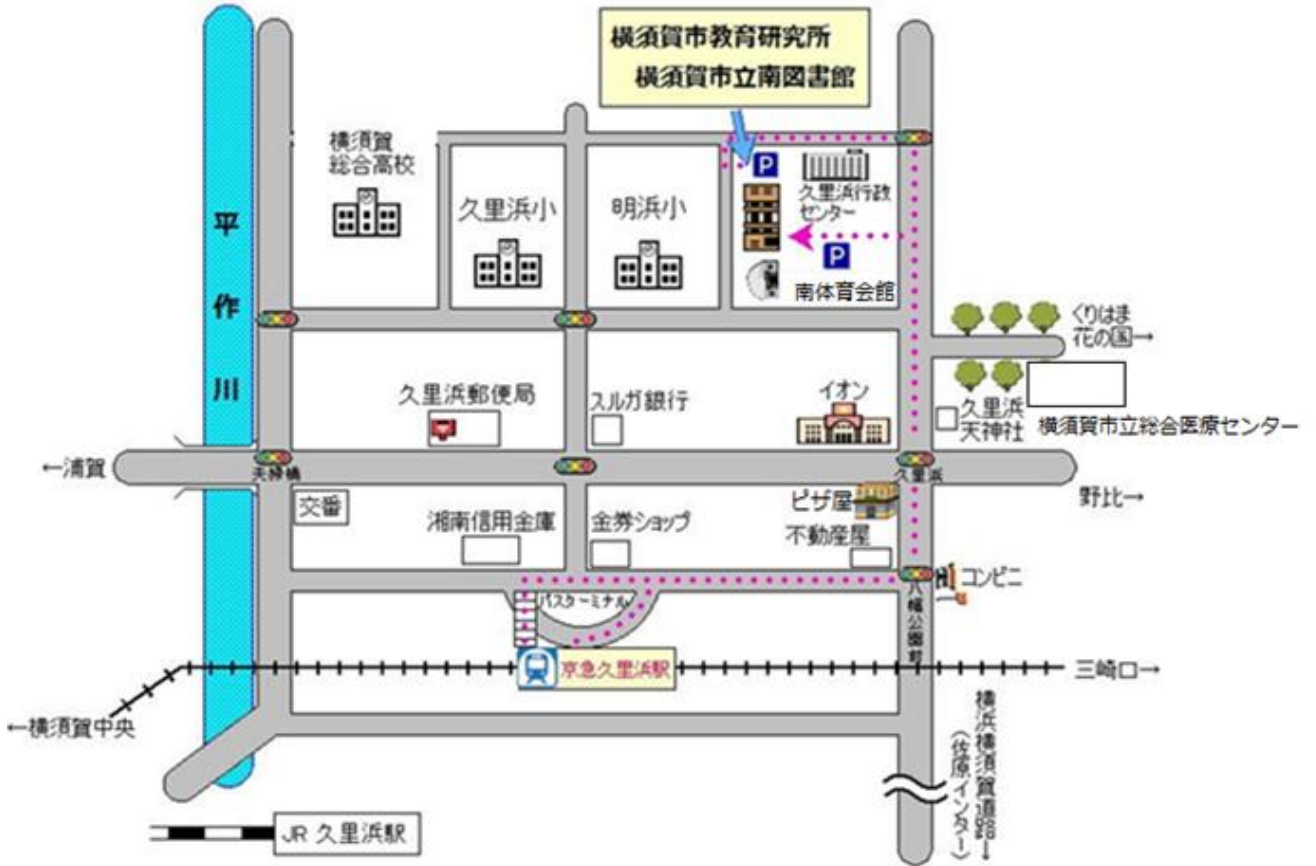 横須賀市教育研究所
横須賀市立南図書館
横須賀
総合高校
久里浜小
明浜小
P
久里浜行政
センター
P
南体育会館
平作川
くりはま
花の国→
久里浜郵便局
スルガ銀行
イオン
久里浜
天神社
横須賀市立総合医療センター
←浦賀
夫婦橋
久里浜
野比→
交番
湘南信用金庫
金券ショップ
ピザ屋
不動産屋
コンビニ
バスターミナル
八幡公園前
京急久里浜駅
三崎口→
←横須賀中央
横浜横須賀道路→
(佐原インター)
JR 久里浜駅